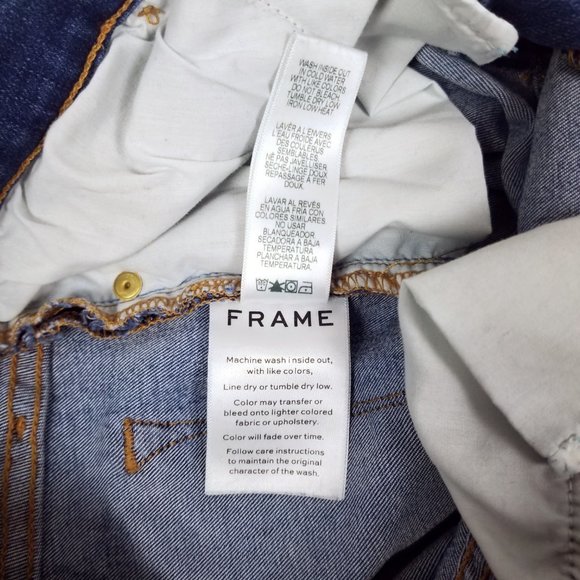 WASH INSIDE OUT
IN COLD WATER
WITH LIKE COLORS
DO NOT BLEACH,
TUMBLE DRY LOW
IRON LOW HEAT
LAVER A L'ENVERS
L'EAU FROIDE AVEC
DES COULERUS
SEMBLABLES.
NE PAS JAVELLISER
SECHE-LINGE DOUX
REPASSAGE A FER
DOUX.
LAVAR AL REVÉS
EN AGUA FRIA CON
COLORES SIMILARES
NO USAR
BLANQUEADOR
SECADORA A BAJA
TEMPERATURA
PLANCHAR A BAJA
TEMPERATURA.
FRAME
Machine wash inside out,
with like colors,
Line dry or tumble dry low.
Color may transfer or
bleed onto lighter colored
fabric or upholstery.
Color will fade over time.
Follow care instructions
to maintain the original
character of the wash.